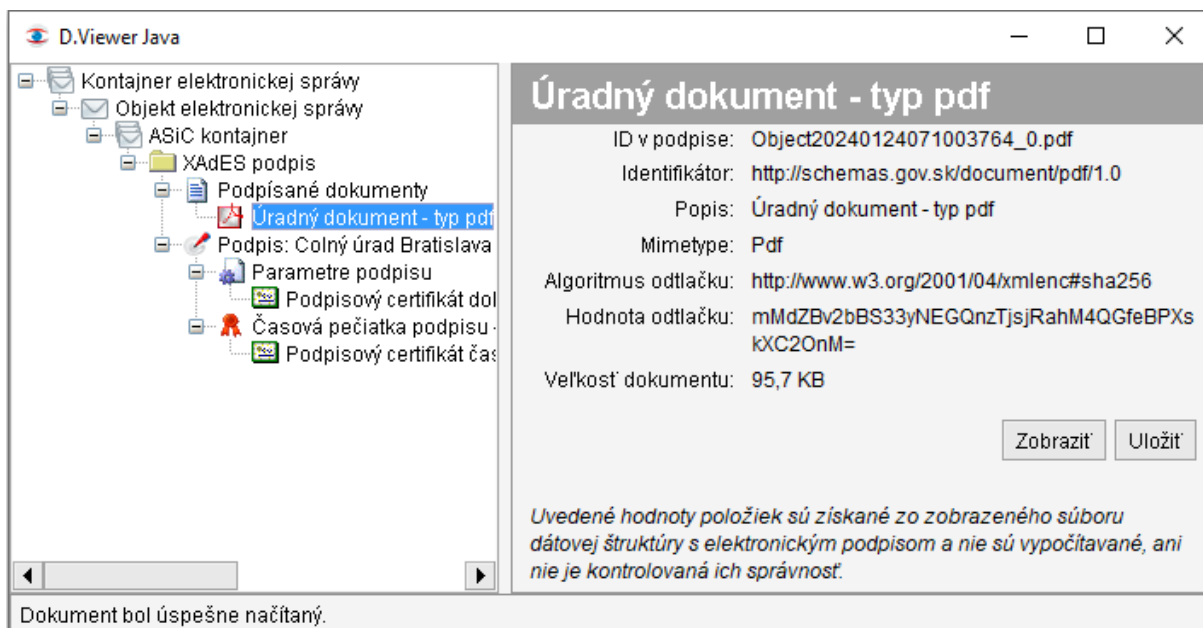 D.Viewer Java
Kontajner elektronickej správy
Objekt elektronickej správy
ASiC kontajner
XAdES podpis
Podpísané dokumenty
Úradný dokument - typ pdf
Podpis: Colný úrad Bratislava
Parametre podpisu
Podpisový certifikát dol
Časová pečiatka podpisu -
Podpisový certifikát čas
Úradný dokument - typ pdf
ID v podpise: Object20240124071003764_0.pdf
Identifikátor: http://schemas.gov.sk/document/pdf/1.0
Popis: Úradný dokument - typ pdf
Mimetype: Pdf
Algoritmus odtlačku: http://www.w3.org/2001/04/xmlenc#sha256
Hodnota odtlačku: mMdZBv2bBS33yNEGQnzTjsjRahM4QGfeBPXs
kXC2OnM=
Veľkosť dokumentu: 95,7 KB
Zobraziť Uložiť
Uvedené hodnoty položiek sú získané zo zobrazeného súboru
dátovej štruktúry s elektronickým podpisom a nie sú vypočítavané, ani
nie je kontrolovaná ich správnosť.
Dokument bol úspešne načítaný.